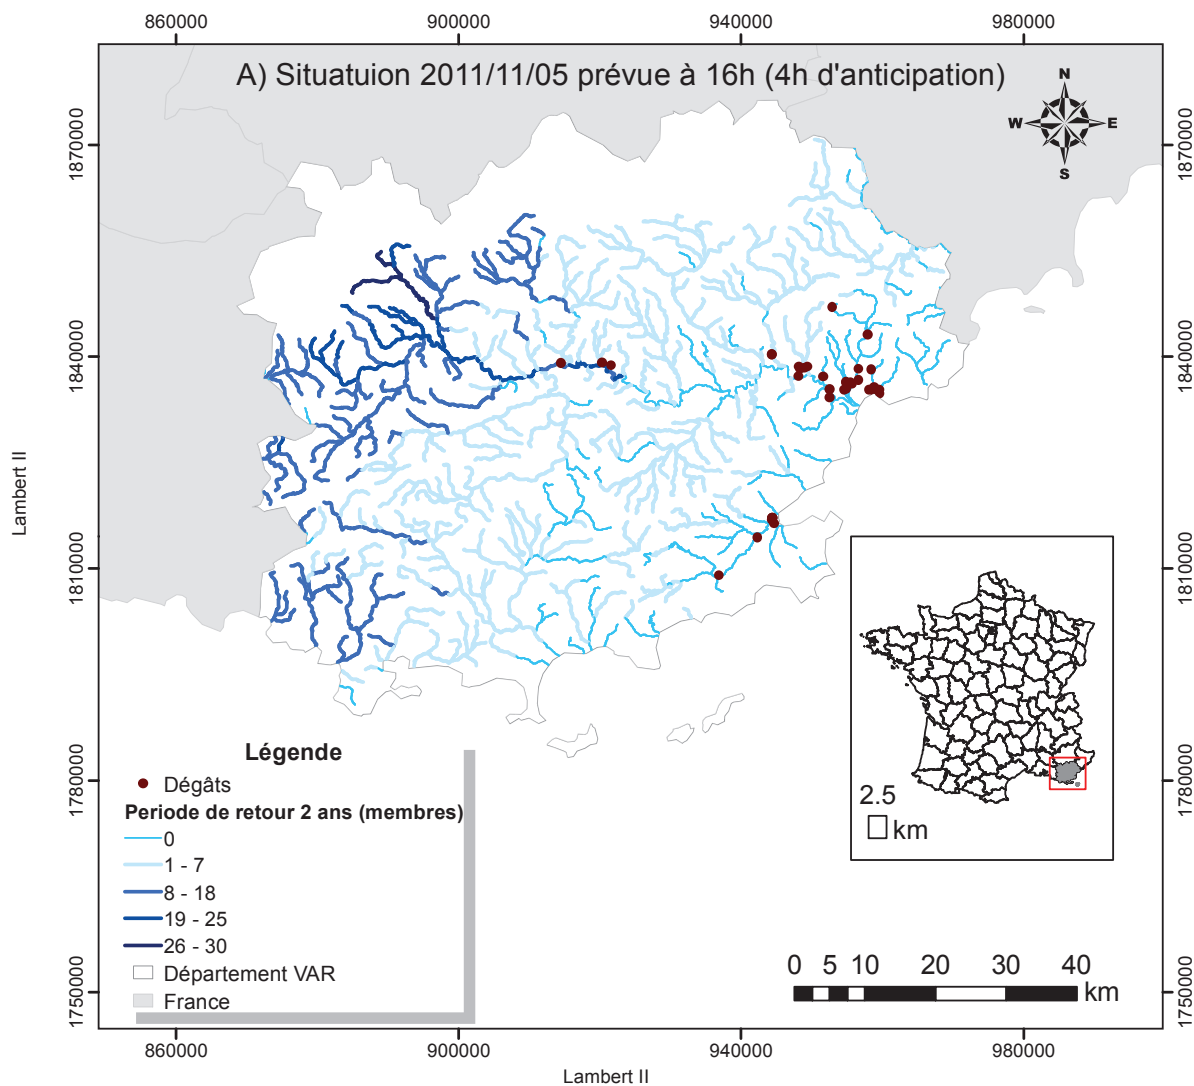 860000 900000 940000 980000
A) Situatuion 2011/11/05 prévue à 16h (4h d'anticipation)
N
W E
S
1870000 1870000
1840000 1840000
1810000 1810000
1780000 1780000
1750000 1750000
Lambert II
2.5
km
Légende
Dégâts
Periode de retour 2 ans (membres)
0
1 - 7
8 - 18
19 - 25
26 - 30
Département VAR
France
0 5 10 20 30 40
km
860000 900000 940000 980000
Lambert II